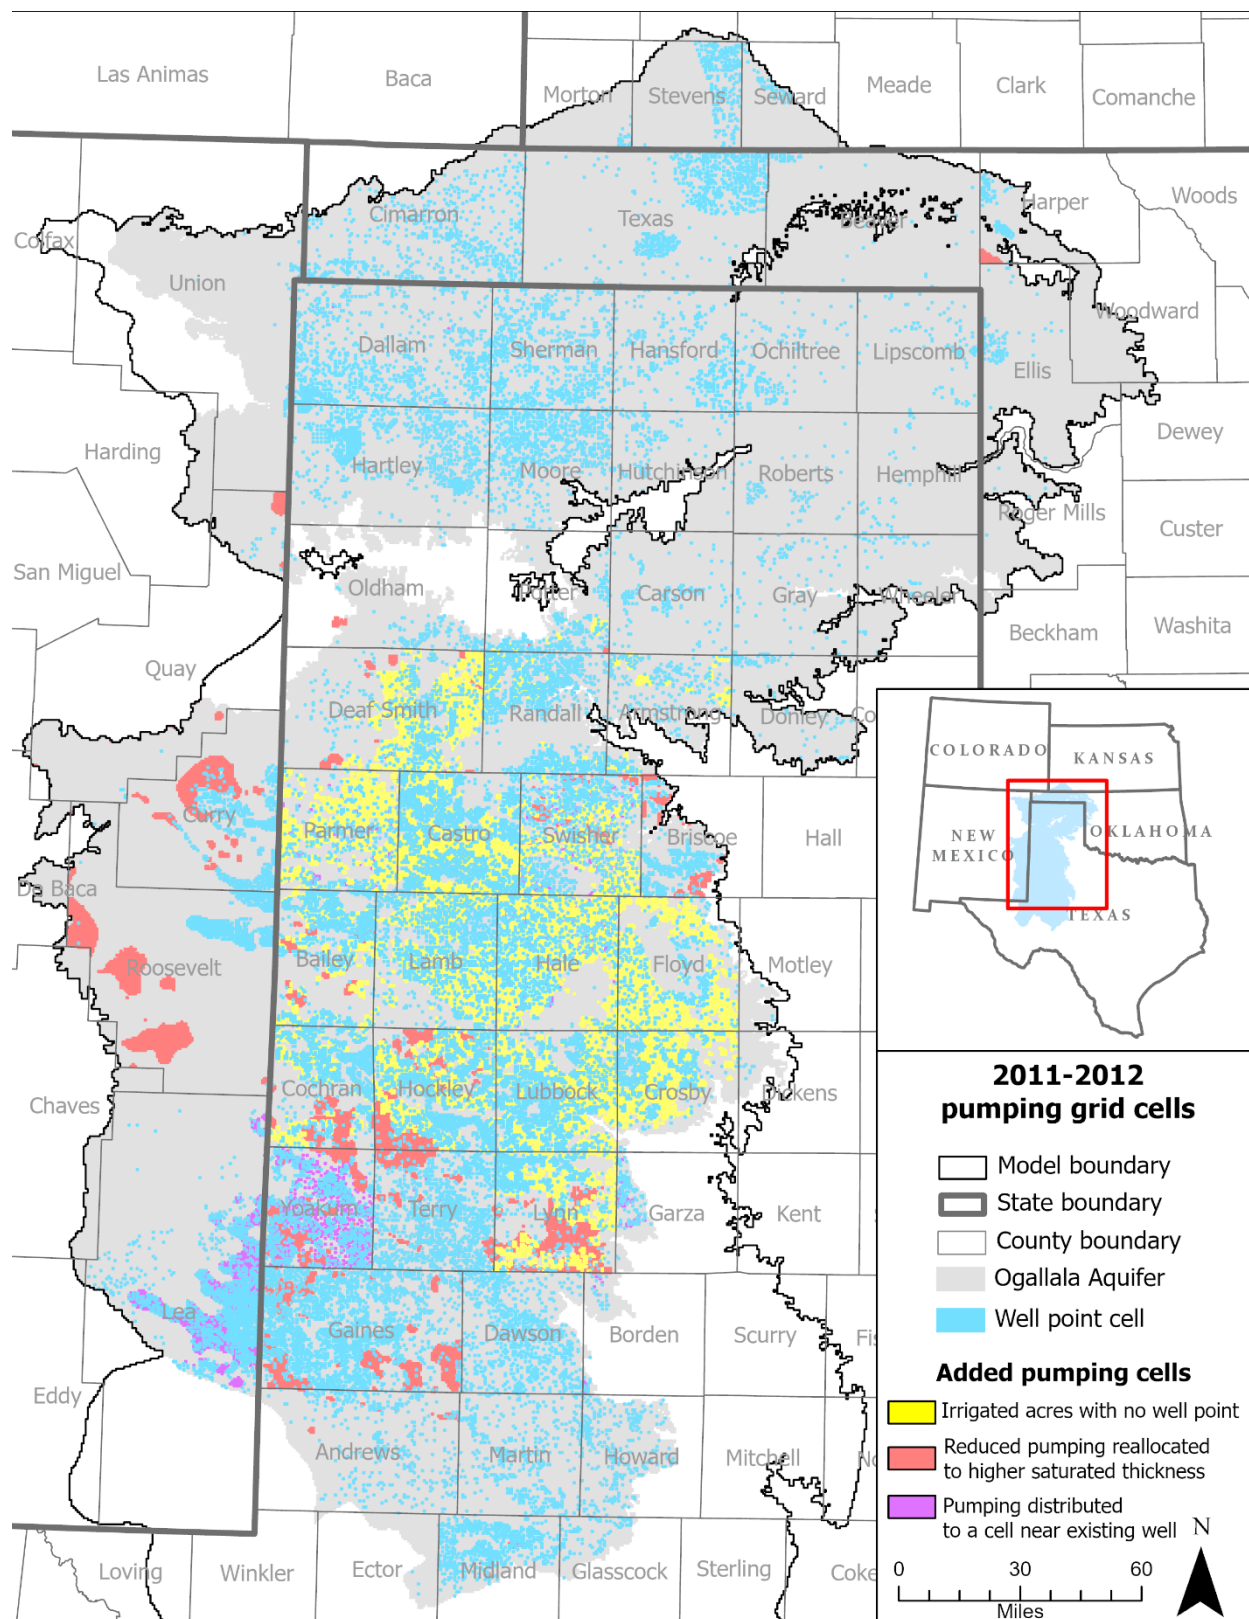 Las Animas
Baca
Morton
Stevens
Seward
Meade
Clark
Comanche
Colfax
Union
Cimarron
Texas
Beaver
Harper
Woods
Woodward
Dallam
Sherman
Hansford
Ochiltree
Lipscomb
Ellis
Harding
Hartley
Moore
Hutchinson
Roberts
Hemphill
Dewey
Roger Mills
Custer
San Miguel
Oldham
Potter
Carson
Gray
Wheeler
Beckham
Washita
Quay
Deaf Smith
Randall
Armstrong
Donley
Co
Curry
Parmer
Castro
Swisher
Briscoe
Hall
De Baca
Roosevelt
Bailey
Lamb
Hale
Floyd
Motley
Chaves
Cochran
Hockley
Lubbock
Crosby
Dickens
Yoakum
Terry
Lynn
Garza
Kent
Lea
Gaines
Dawson
Borden
Scurry
Fis
Eddy
Andrews
Martin
Howard
Mitchell
No
Loving
Winkler
Ector
Midland
Glasscock
Sterling
Coke
COLORADO
KANSAS
NEW
MEXICO
OKLAHOMA
TEXAS
2011-2012
pumping grid cells
Model boundary
State boundary
County boundary
Ogallala Aquifer
Well point cell
Added pumping cells
Irrigated acres with no well point
Reduced pumping reallocated
to higher saturated thickness
Pumping distributed
to a cell near existing well
N
0 30 60
Miles